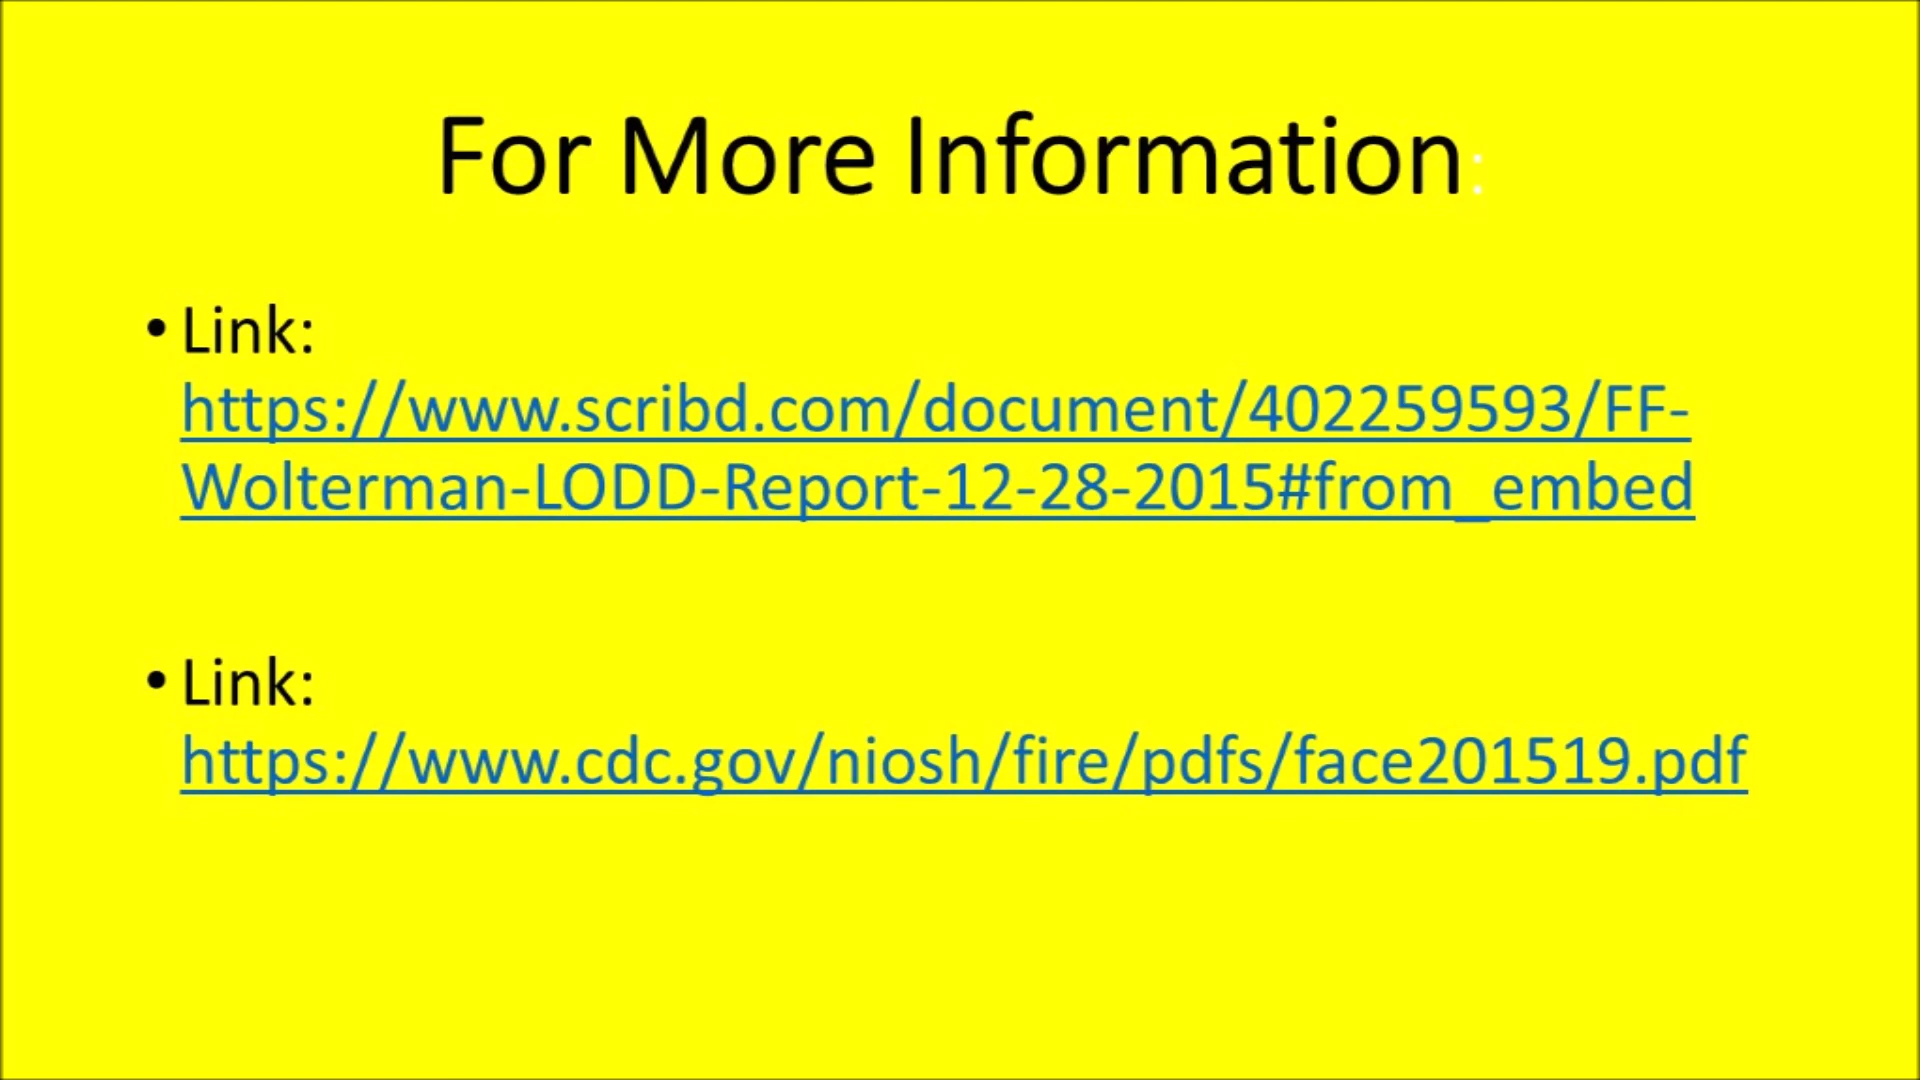 For More Information:
• Link:
https://www.scribd.com/document/402259593/FF-
Wolterman-LODD-Report-12-28-2015#from_embed
• Link:
https://www.cdc.gov/niosh/fire/pdfs/face201519.pdf